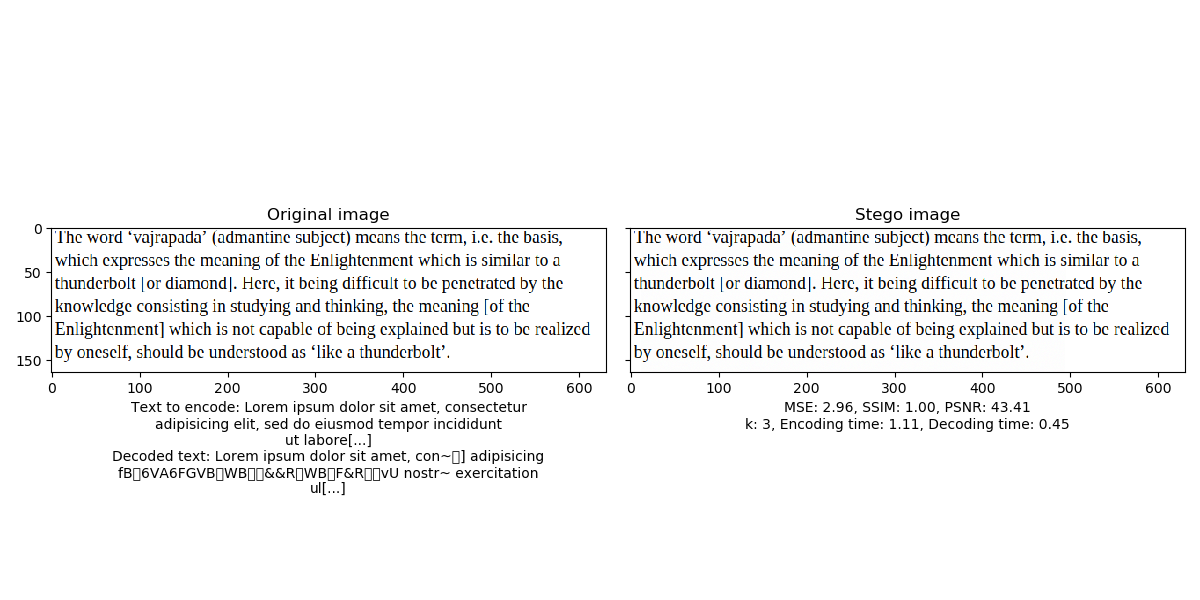 Original image
0
50
100
150
The word ‘vajrapada’ (admantine subject) means the term, i.e. the basis,
which expresses the meaning of the Enlightenment which is similar to a
thunderbolt [or diamond]. Here, it being difficult to be penetrated by the
knowledge consisting in studying and thinking, the meaning [of the
Enlightenment] which is not capable of being explained but is to be realized
by oneself, should be understood as ‘like a thunderbolt’.
0 100 200 300 400 500 600
Text to encode: Lorem ipsum dolor sit amet, consectetur
adipisicing elit, sed do eiusmod tempor incididunt
ut labore[...]
Decoded text: Lorem ipsum dolor sit amet, con~▯] adipisicing
fB▯6VA6FGVB▯WB▯▯&&R▯WB▯F&R▯▯vU nostr~ exercitation
ul[...]
Stego image
The word ‘vajrapada’ (admantine subject) means the term, i.e. the basis,
which expresses the meaning of the Enlightenment which is similar to a
thunderbolt [or diamond]. Here, it being difficult to be penetrated by the
knowledge consisting in studying and thinking, the meaning [of the
Enlightenment] which is not capable of being explained but is to be realized
by oneself, should be understood as ‘like a thunderbolt’.
0 100 200 300 400 500 600
MSE: 2.96, SSIM: 1.00, PSNR: 43.41
k: 3, Encoding time: 1.11, Decoding time: 0.45